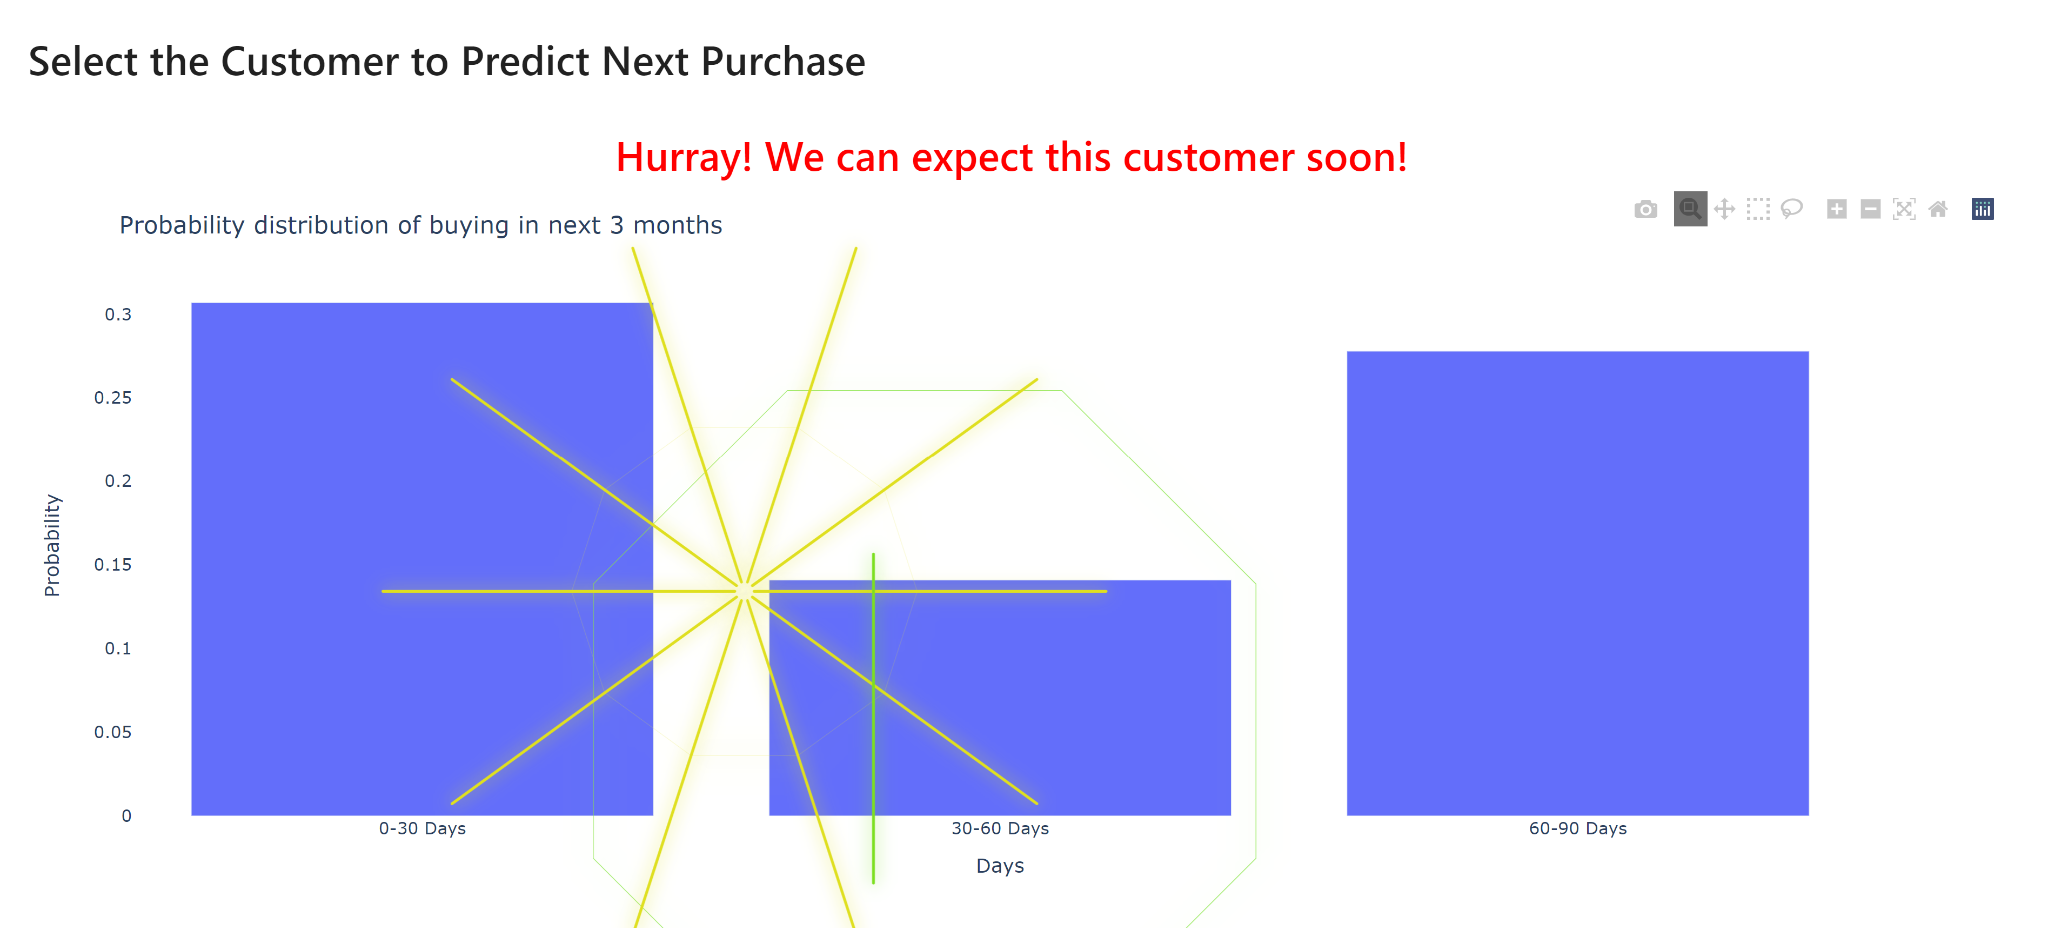 Select the Customer to Predict Next Purchase
Hurray! We can expect this customer soon!
Probability distribution of buying in next 3 months
0.3
0.25
0.2
0.15
0.1
0.05
0
Probability
0-30 Days
30-60 Days
60-90 Days
Days